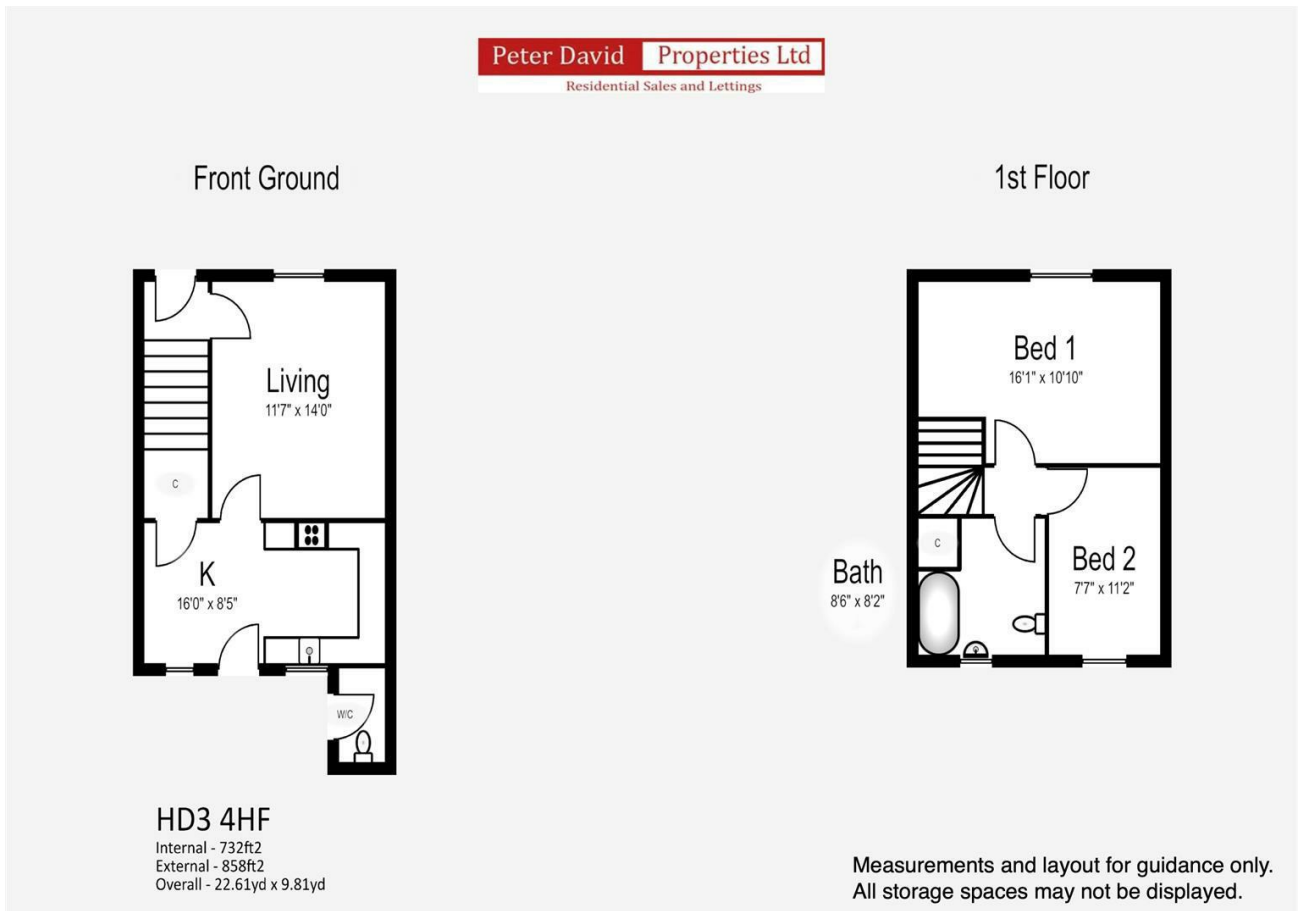 Peter David Properties Ltd
Residential Sales and Lettings
Front Ground
1st Floor
Living
11'7" x 14'0"
C
K
16'0" x 8'5"
W/C
Bed 1
16'1" x 10'10"
C
Bath
8'6" x 8'2"
Bed 2
7'7" x 11'2"
HD3 4HF
Internal - 732ft2
External - 858ft2
Overall - 22.61yd x 9.81yd
Measurements and layout for guidance only.
All storage spaces may not be displayed.